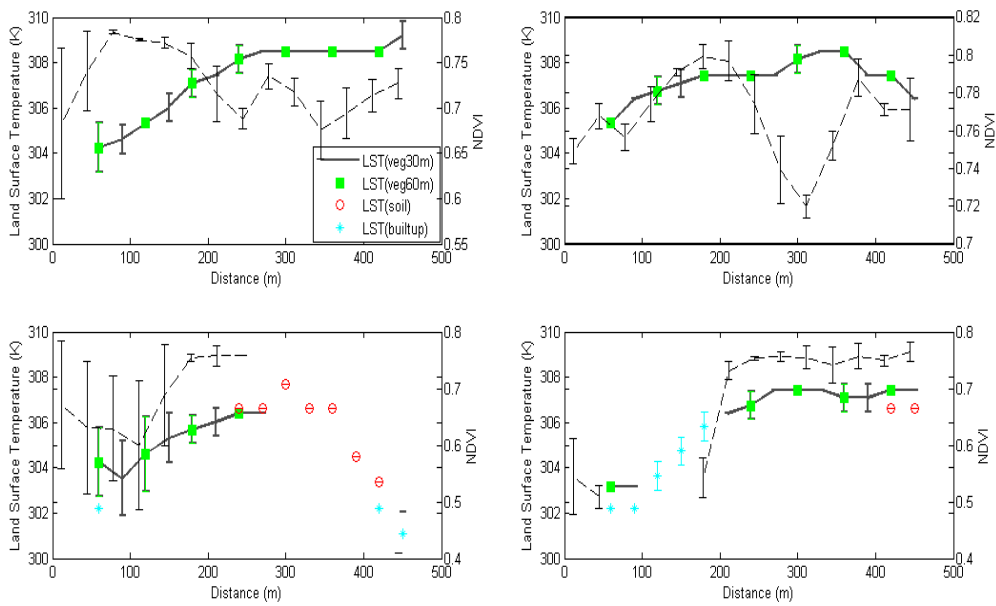 310
308
306
304
302
300
Land Surface Temperature (K)
0.8
0.75
0.7
0.65
0.6
0.55
NDVI
LST(veg30m)
LST(veg60m)
LST(soil)
LST(builtup)
0 100 200 300 400 500
Distance (m)
310
308
306
304
302
300
Land Surface Temperature (K)
0.82
0.8
0.78
0.76
0.74
0.72
0.7
NDVI
0 100 200 300 400 500
Distance (m)
310
308
306
304
302
300
Land Surface Temperature (K)
0.8
0.7
0.6
0.5
0.4
NDVI
0 100 200 300 400 500
Distance (m)
310
308
306
304
302
300
Land Surface Temperature (K)
0.8
0.7
0.6
0.5
0.4
NDVI
0 100 200 300 400 500
Distance (m)